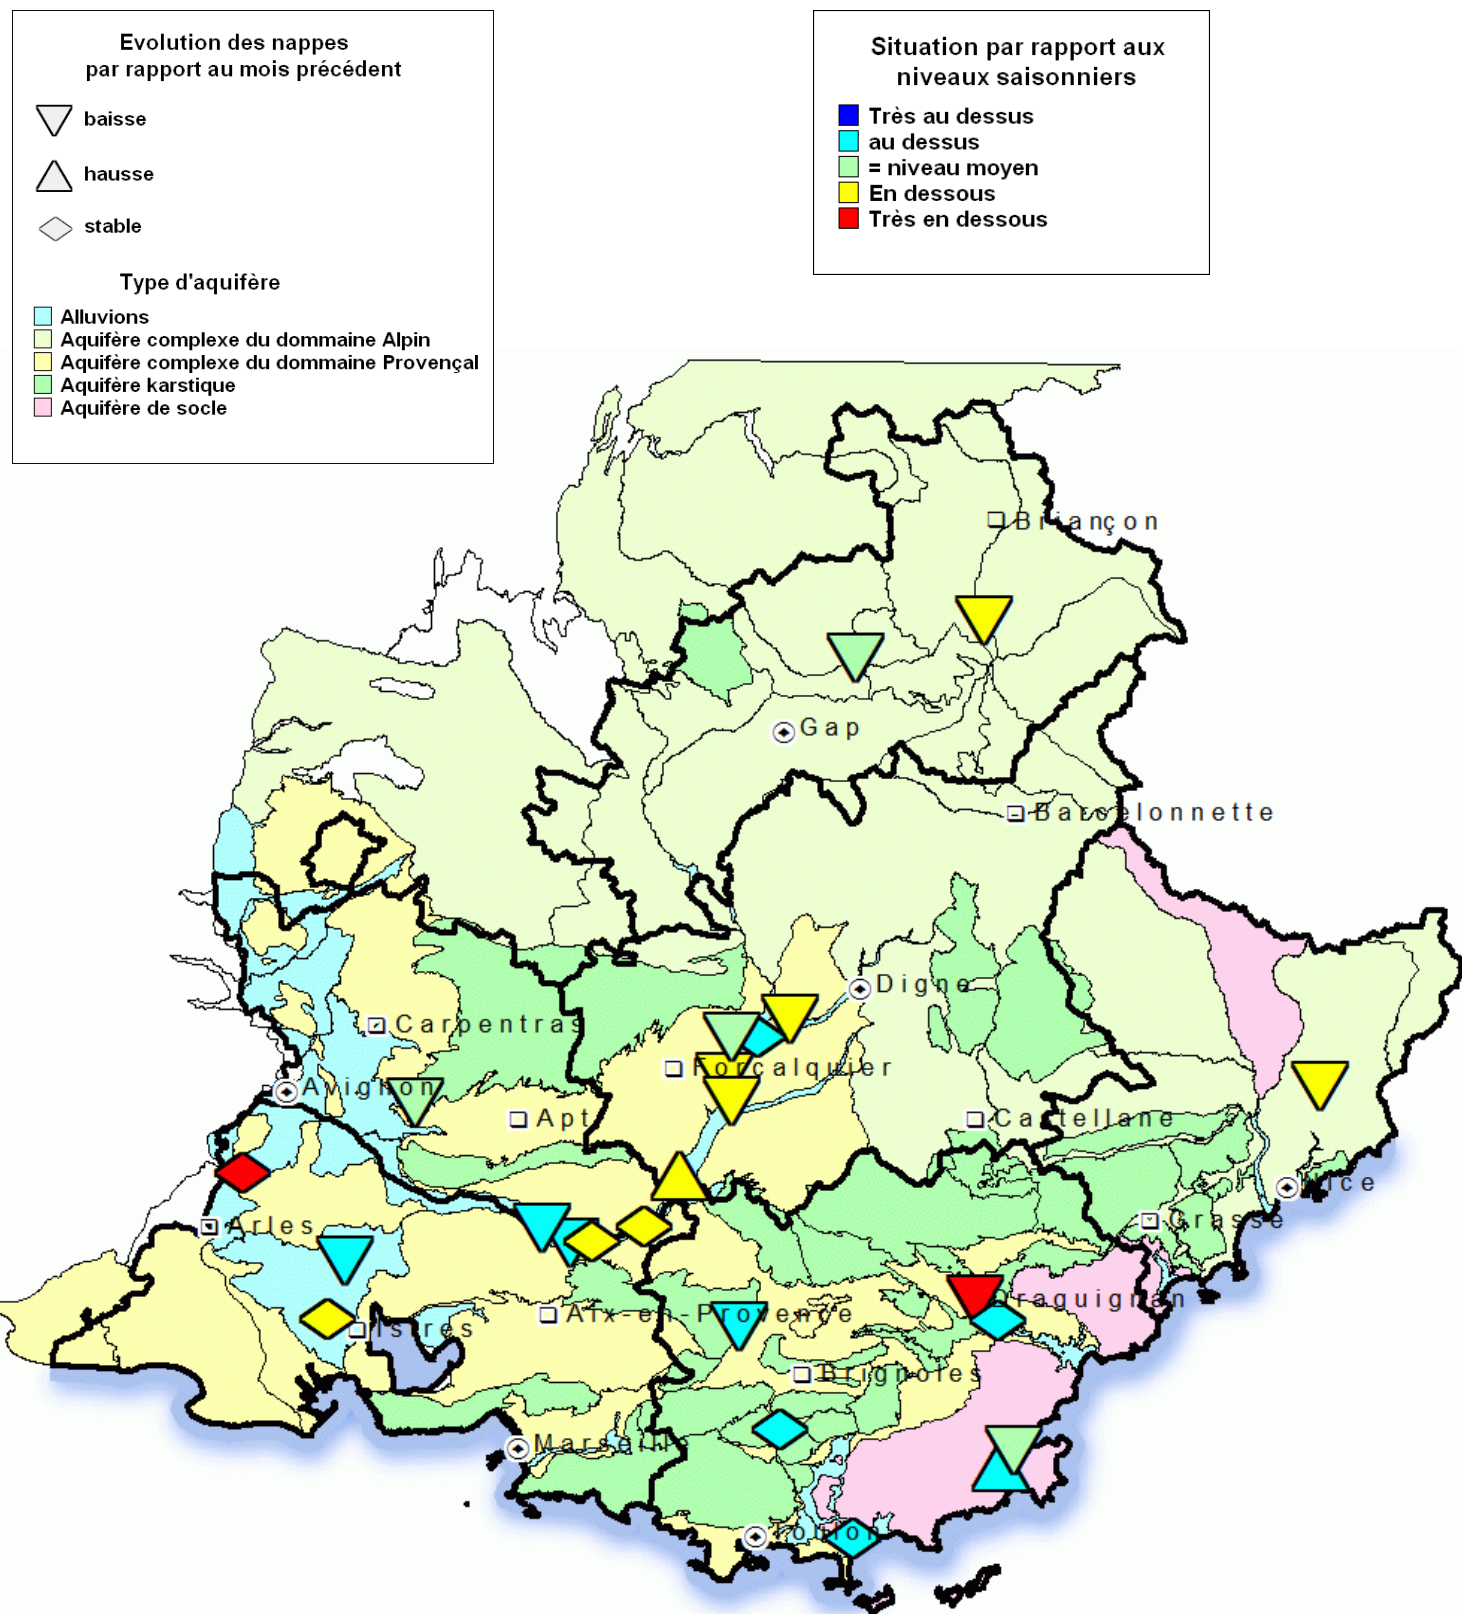 Evolution des nappes
par rapport au mois précédent
baisse
hausse
stable
Type d'aquifère
Alluvions
Aquifère complexe du dommaine Alpin
Aquifère complexe du dommaine Provençal
Aquifère karstique
Aquifère de socle
Situation par rapport aux
niveaux saisonniers
Très au dessus
au dessus
= niveau moyen
En dessous
Très en dessous
Briançon
Gap
Barcelonnette
Digne
Carpentras
Forcalquier
Avignon
Apt
Castellane
Nice
Arles
Grasse
Draguignan
Aix-en-Provence
Istres
Brignoles
Marseille
Toulon